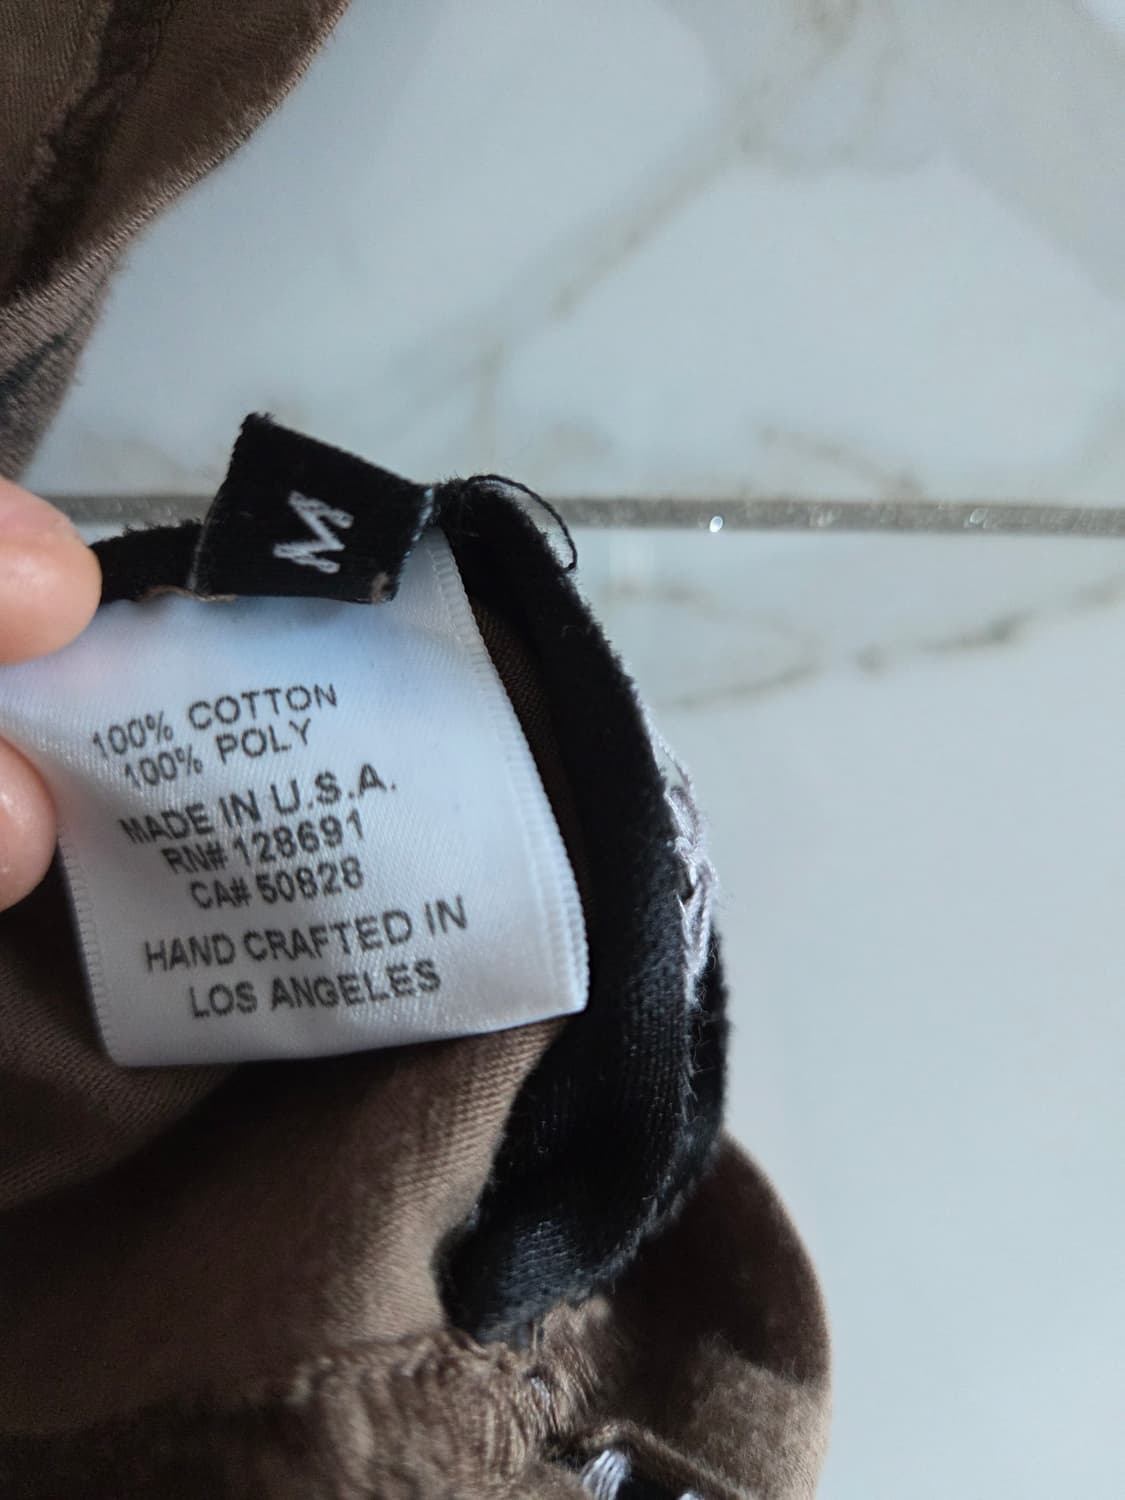 M
100% COTTON
100% POLY
MADE IN U.S.A.
RN# 128691
CA# 50828
HAND CRAFTED IN
LOS ANGELES